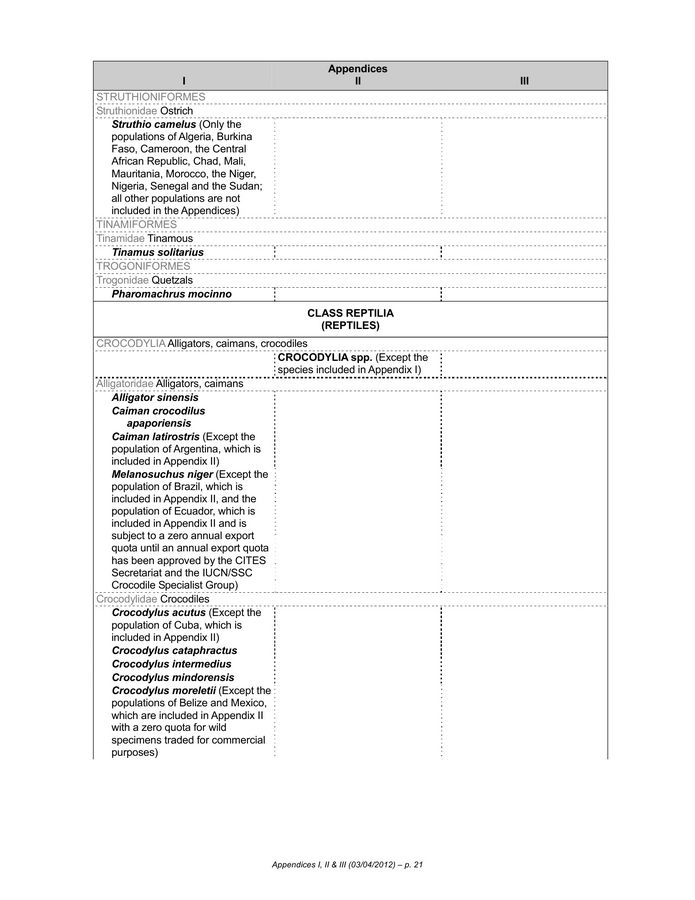 Appendices
I II III
STRUTHIONIFORMES
Struthionidae Ostrich
Struthio camelus (Only the
populations of Algeria, Burkina
Faso, Cameroon, the Central
African Republic, Chad, Mali,
Mauritania, Morocco, the Niger,
Nigeria, Senegal and the Sudan;
all other populations are not
included in the Appendices)
TINAMIFORMES
Tinamidae Tinamous
Tinamus solitarius
TROGONIFORMES
Trogonidae Quetzals
Pharomachrus mocinno
CLASS REPTILIA
(REPTILES)
CROCODYLIA Alligators, caimans, crocodiles
CROCODYLIA spp. (Except the
species included in Appendix I)
Alligatoridae Alligators, caimans
Alligator sinensis
Caiman crocodilus
apaporiensis
Caiman latirostris (Except the
population of Argentina, which is
included in Appendix II)
Melanosuchus niger (Except the
population of Brazil, which is
included in Appendix II, and the
population of Ecuador, which is
included in Appendix II and is
subject to a zero annual export
quota until an annual export quota
has been approved by the CITES
Secretariat and the IUCN/SSC
Crocodile Specialist Group)
Crocodylidae Crocodiles
Crocodylus acutus (Except the
population of Cuba, which is
included in Appendix II)
Crocodylus cataphractus
Crocodylus intermedius
Crocodylus mindorensis
Crocodylus moreletii (Except the
populations of Belize and Mexico,
which are included in Appendix II
with a zero quota for wild
specimens traded for commercial
purposes)
Appendices I, II & III (03/04/2012) – p. 21